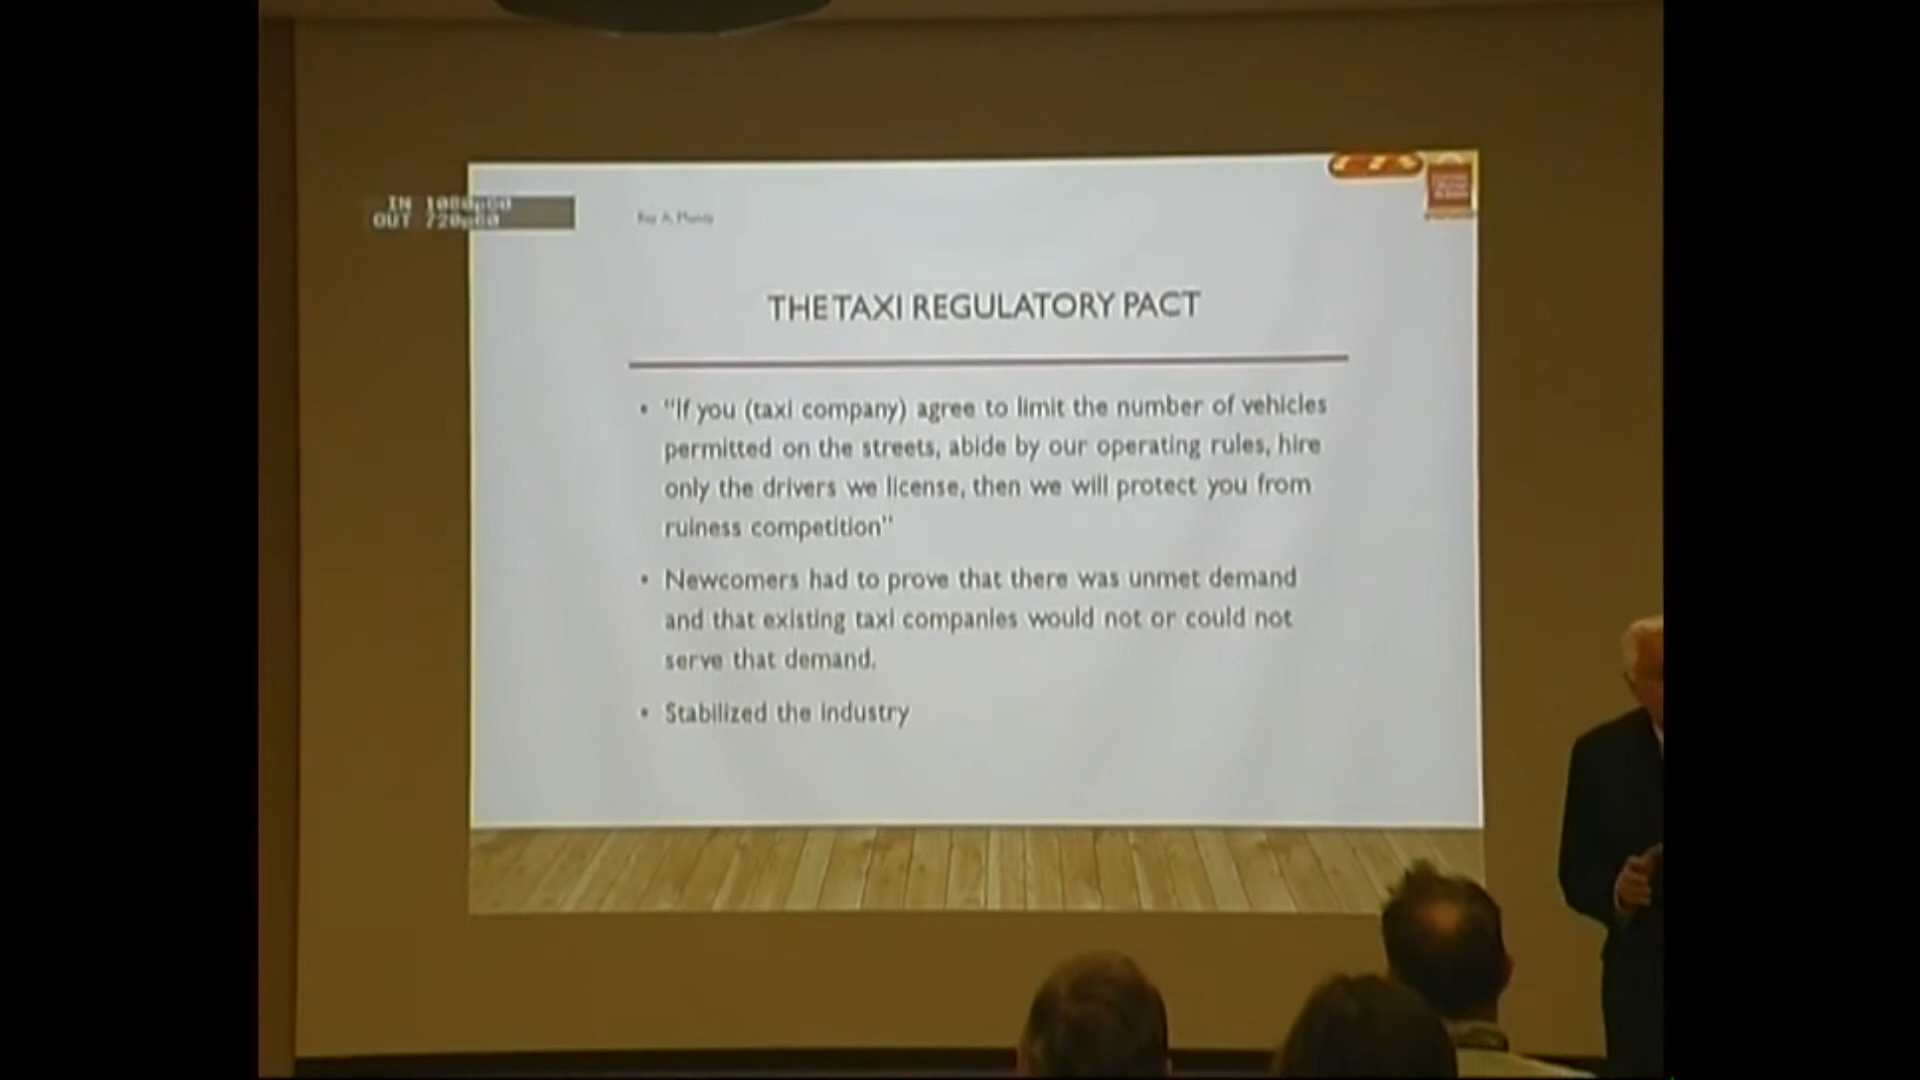 IN 1080p60
OUT 720p60
Ray A. Mundy
THE TAXI REGULATORY PACT
• "If you (taxi company) agree to limit the number of vehicles
permitted on the streets, abide by our operating rules, hire
only the drivers we license, then we will protect you from
ruiness competition"
• Newcomers had to prove that there was unmet demand
and that existing taxi companies would not or could not
serve that demand.
• Stabilized the industry